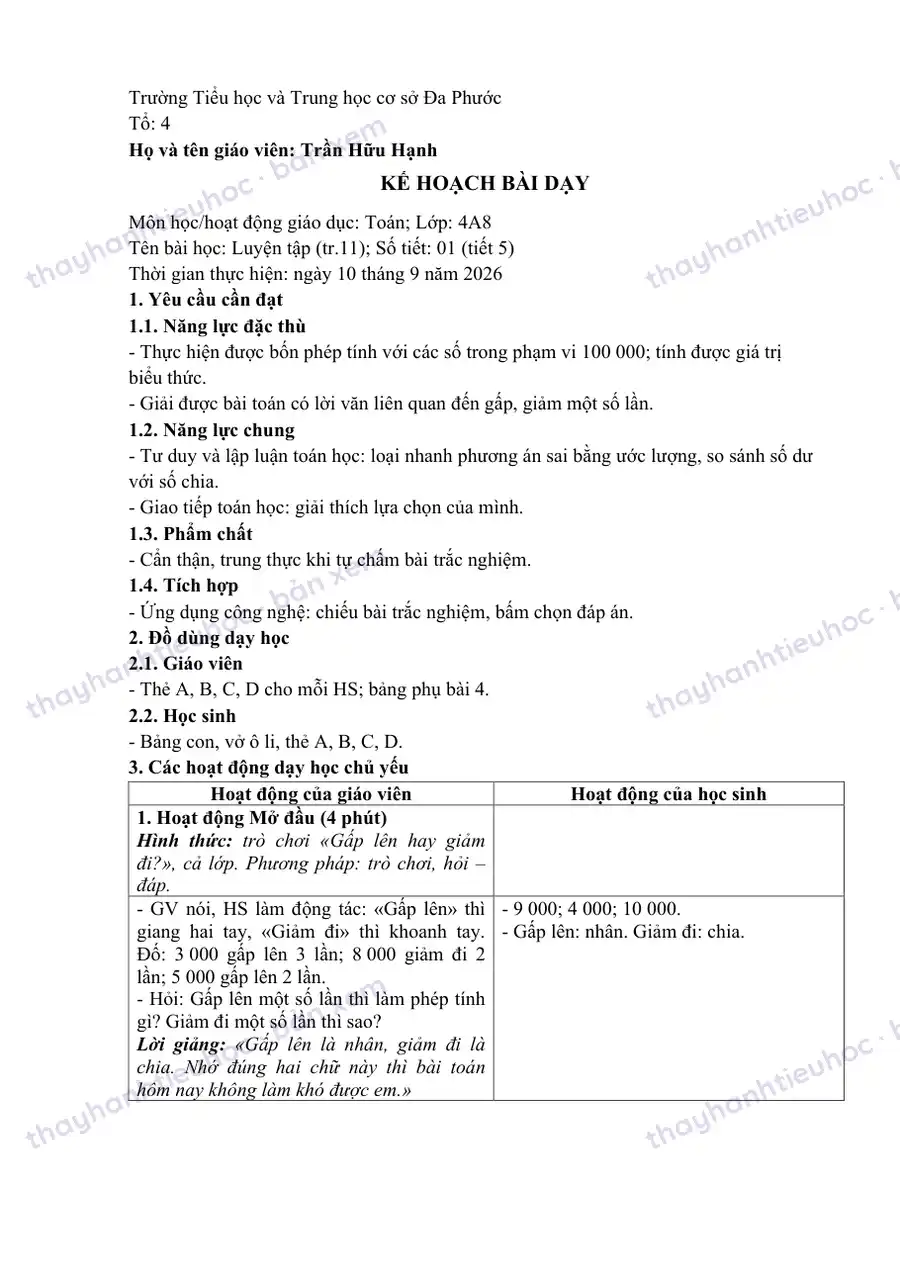 Trường Tiểu học và Trung học cơ sở Đa Phước
Tổ: 4
Họ và tên giáo viên: Trần Hữu Hạnh
KẾ HOẠCH BÀI DẠY
Môn học/hoạt động giáo dục: Toán; Lớp: 4A8
Tên bài học: Luyện tập (tr.11); Số tiết: 01 (tiết 5)
Thời gian thực hiện: ngày 10 tháng 9 năm 2026
1. Yêu cầu cần đạt
1.1. Năng lực đặc thù
- Thực hiện được bốn phép tính với các số trong phạm vi 100 000; tính được giá trị
biểu thức.
- Giải được bài toán có lời văn liên quan đến gấp, giảm một số lần.
1.2. Năng lực chung
- Tư duy và lập luận toán học: loại nhanh phương án sai bằng ước lượng, so sánh số dư
với số chia.
- Giao tiếp toán học: giải thích lựa chọn của mình.
1.3. Phẩm chất
- Cẩn thận, trung thực khi tự chấm bài trắc nghiệm.
1.4. Tích hợp
- Ứng dụng công nghệ: chiếu bài trắc nghiệm, bấm chọn đáp án.
2. Đồ dùng dạy học
2.1. Giáo viên
- Thẻ A, B, C, D cho mỗi HS; bảng phụ bài 4.
2.2. Học sinh
- Bảng con, vở ô li, thẻ A, B, C, D.
3. Các hoạt động dạy học chủ yếu
Hoạt động của giáo viên
Hoạt động của học sinh
1. Hoạt động Mở đầu (4 phút)
Hình thức: trò chơi «Gấp lên hay giảm
đi?», cả lớp. Phương pháp: trò chơi, hỏi –
đáp.
- GV nói, HS làm động tác: «Gấp lên» thì
giang hai tay, «Giảm đi» thì khoanh tay.
Đố: 3 000 gấp lên 3 lần; 8 000 giảm đi 2
lần; 5 000 gấp lên 2 lần.
- Hỏi: Gấp lên một số lần thì làm phép tính
gì? Giảm đi một số lần thì sao?
Lời giảng: «Gấp lên là nhân, giảm đi là
chia. Nhớ đúng hai chữ này thì bài toán
hôm nay không làm khó được em.»
- 9 000; 4 000; 10 000.
- Gấp lên: nhân. Giảm đi: chia.
thayhanhtieuhoc · bản xem
thayhanhtieuhoc · b
thayhanhtieuhoc · bản xem
thayhanhtieuhoc · b
thayhanhtieuhoc · bản xem
thayhanhtieuhoc · b